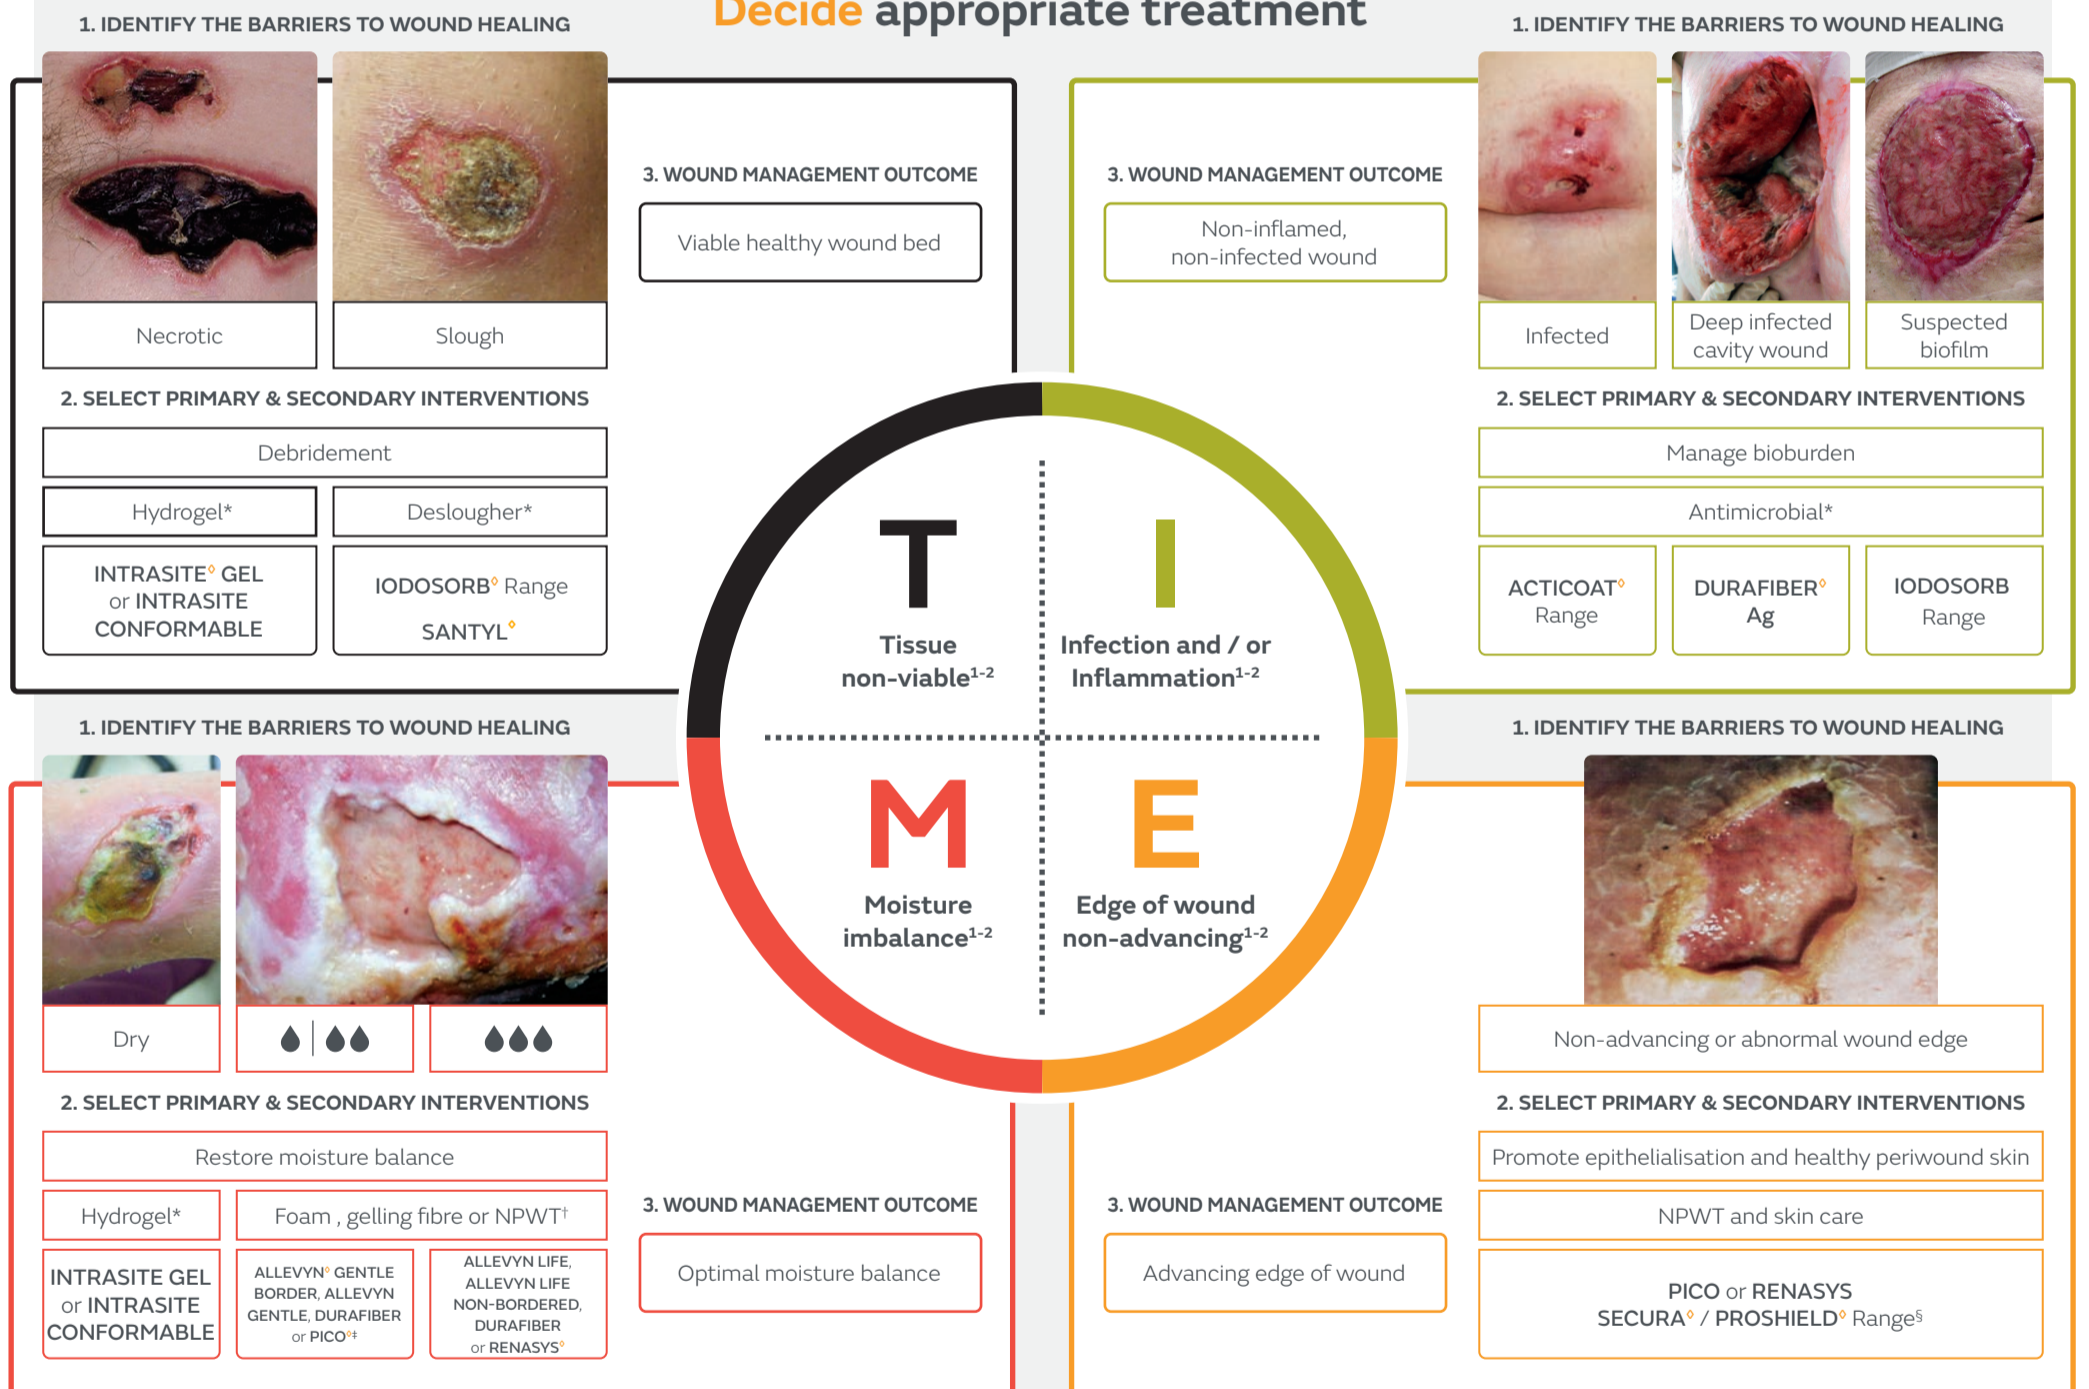 Decide appropriate treatment
1. IDENTIFY THE BARRIERS TO WOUND HEALING
Necrotic
Slough
2. SELECT PRIMARY & SECONDARY INTERVENTIONS
Debridement
Hydrogel*
Deslougher*
INTRASITE◊ GEL
or INTRASITE
CONFORMABLE
IODOSORB◊ Range
SANTYL◊
3. WOUND MANAGEMENT OUTCOME
Viable healthy wound bed
1. IDENTIFY THE BARRIERS TO WOUND HEALING
Infected
Deep infected
cavity wound
Suspected
biofilm
2. SELECT PRIMARY & SECONDARY INTERVENTIONS
Manage bioburden
Antimicrobial*
ACTICOAT◊
Range
DURAFIBER◊
Ag
IODOSORB
Range
3. WOUND MANAGEMENT OUTCOME
Non-inflamed,
non-infected wound
T
Tissue
non-viable1-2
I
Infection and / or
Inflammation1-2
M
Moisture
imbalance1-2
E
Edge of wound
non-advancing1-2
1. IDENTIFY THE BARRIERS TO WOUND HEALING
Dry
2. SELECT PRIMARY & SECONDARY INTERVENTIONS
Restore moisture balance
Hydrogel*
Foam , gelling fibre or NPWT†
INTRASITE GEL
or INTRASITE
CONFORMABLE
ALLEVYN◊ GENTLE
BORDER, ALLEVYN
GENTLE, DURAFIBER
or PICO◊‡
ALLEVYN LIFE,
ALLEVYN LIFE
NON-BORDERED,
DURAFIBER
or RENASYS◊
3. WOUND MANAGEMENT OUTCOME
Optimal moisture balance
1. IDENTIFY THE BARRIERS TO WOUND HEALING
Non-advancing or abnormal wound edge
2. SELECT PRIMARY & SECONDARY INTERVENTIONS
Promote epithelialisation and healthy periwound skin
NPWT and skin care
PICO or RENASYS
SECURA◊ / PROSHIELD◊ Range§
3. WOUND MANAGEMENT OUTCOME
Advancing edge of wound